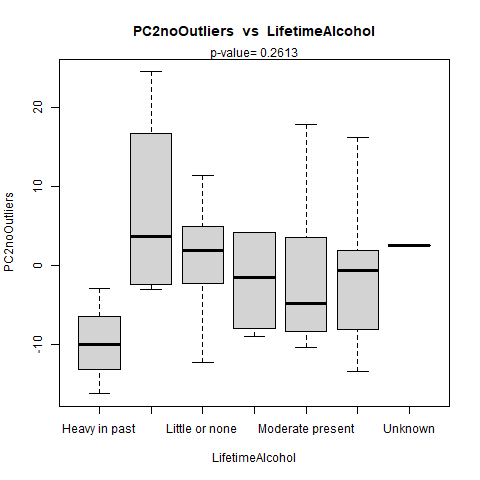 PC2noOutliers vs LifetimeAlcohol
p-value= 0.2613
PC2noOutliers
20
10
0
-10
Heavy in past
Little or none
Moderate present
Unknown
LifetimeAlcohol